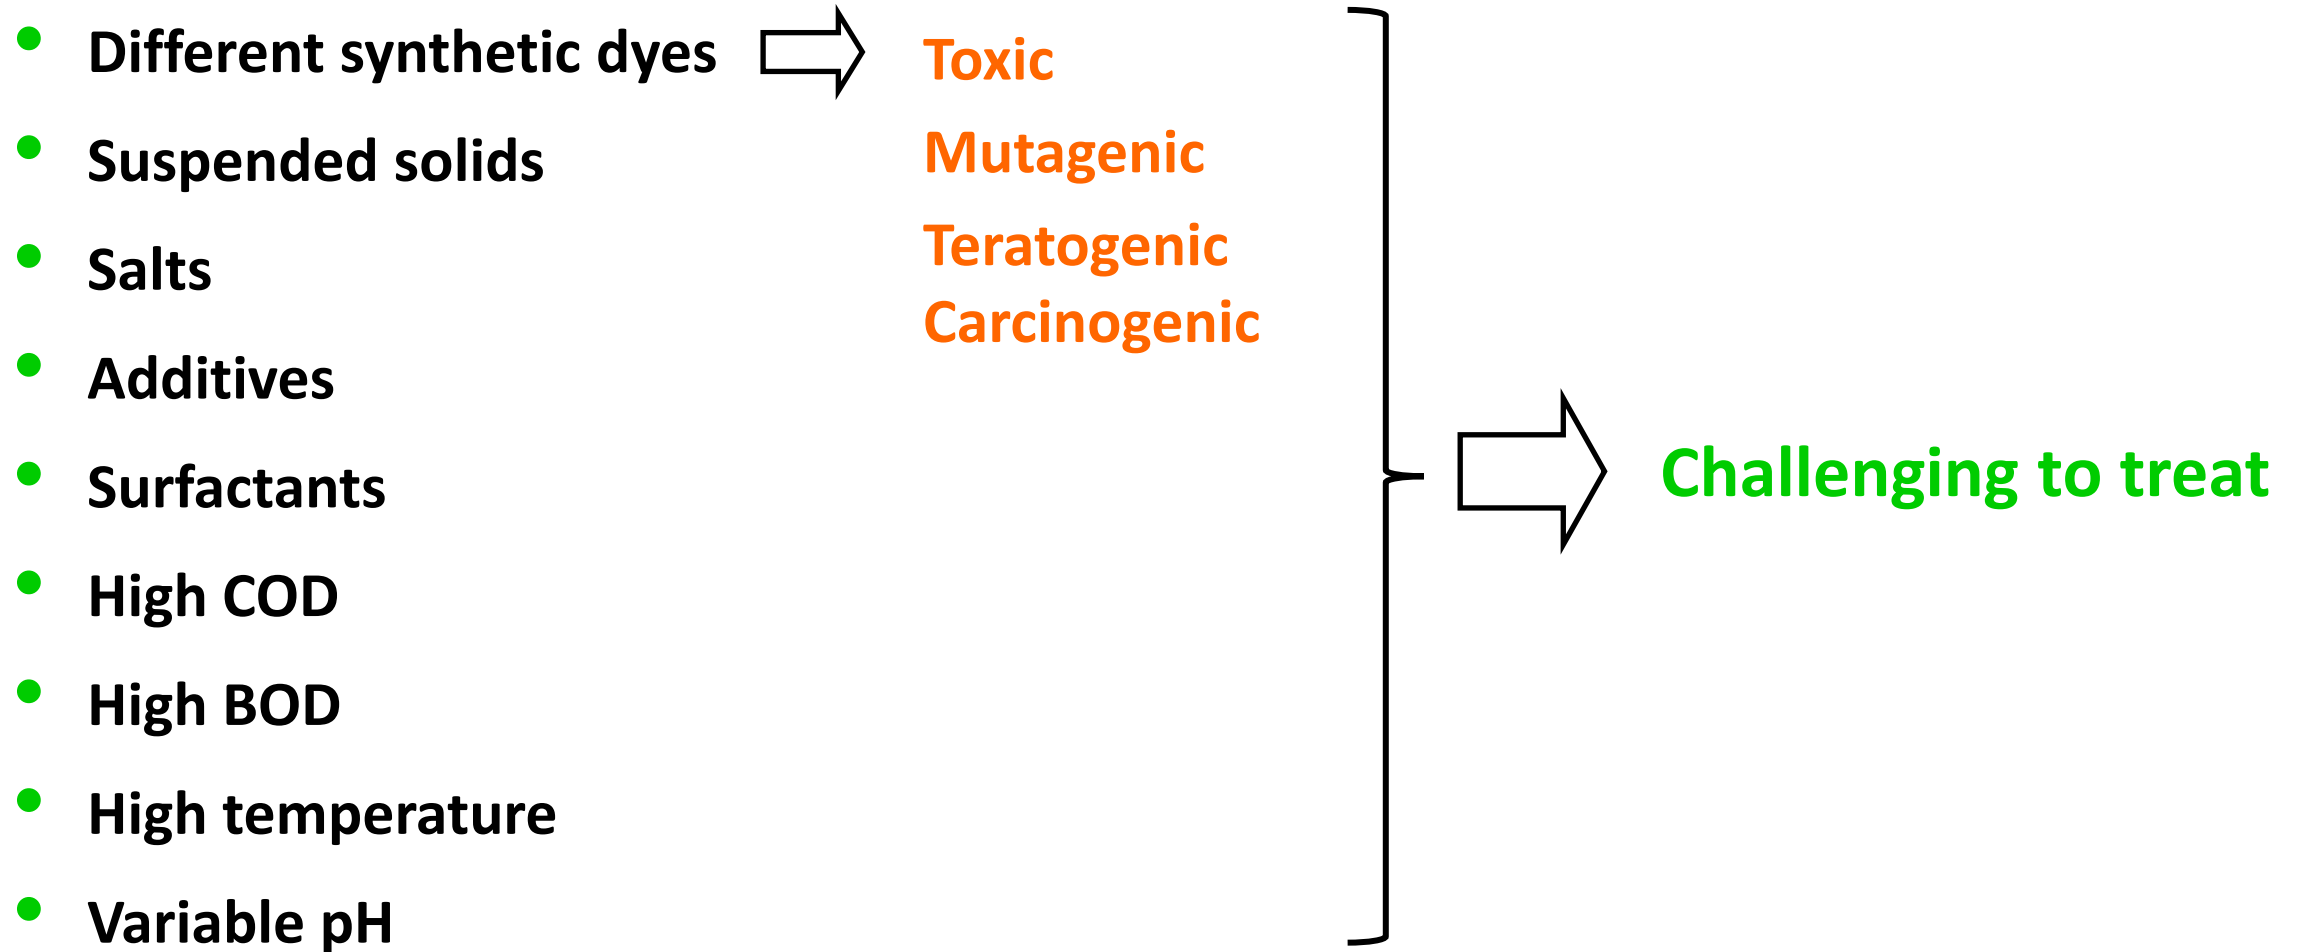 • Different synthetic dyes
• Suspended solids
• Salts
• Additives
• Surfactants
• High COD
• High BOD
• High temperature
• Variable pH
Toxic
Mutagenic
Teratogenic
Carcinogenic
Challenging to treat